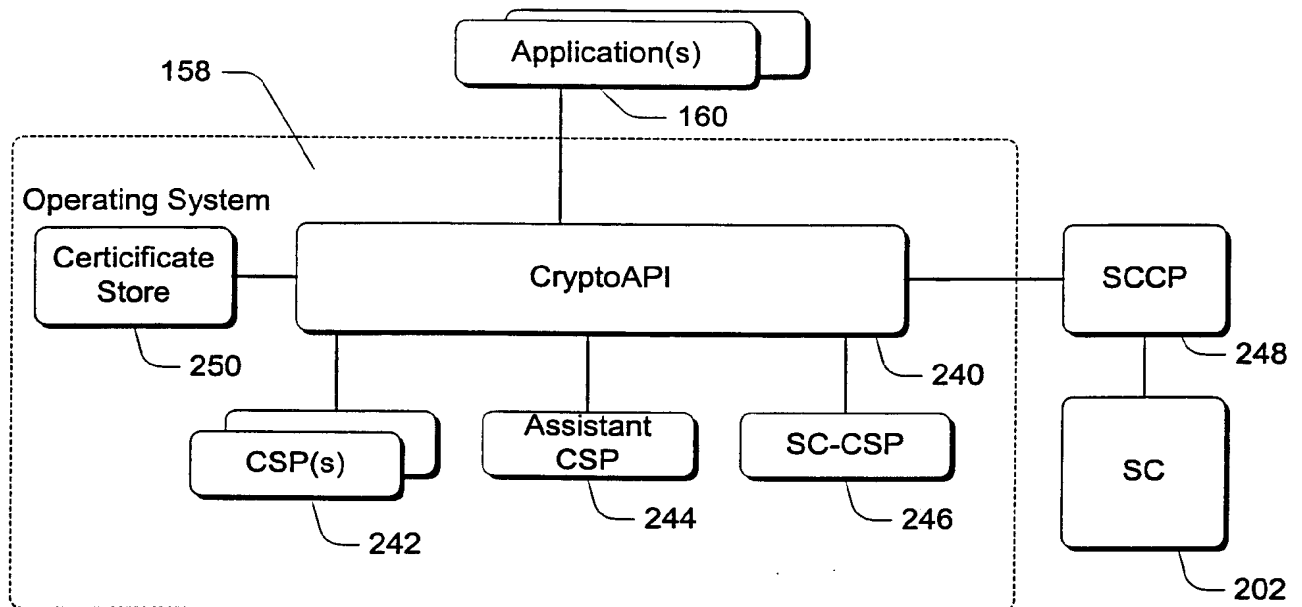 Application(s)
158
160
Operating System
Certicificate
Store
CryptoAPI
SCCP
250
240
248
CSP(s)
Assistant
CSP
SC-CSP
SC
242
244
246
202